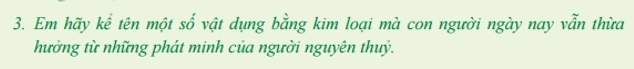 3. Em hãy kể tên một số vật dụng bằng kim loại mà con người ngày nay vẫn thừa
hưởng từ những phát minh của người nguyên thuỷ.